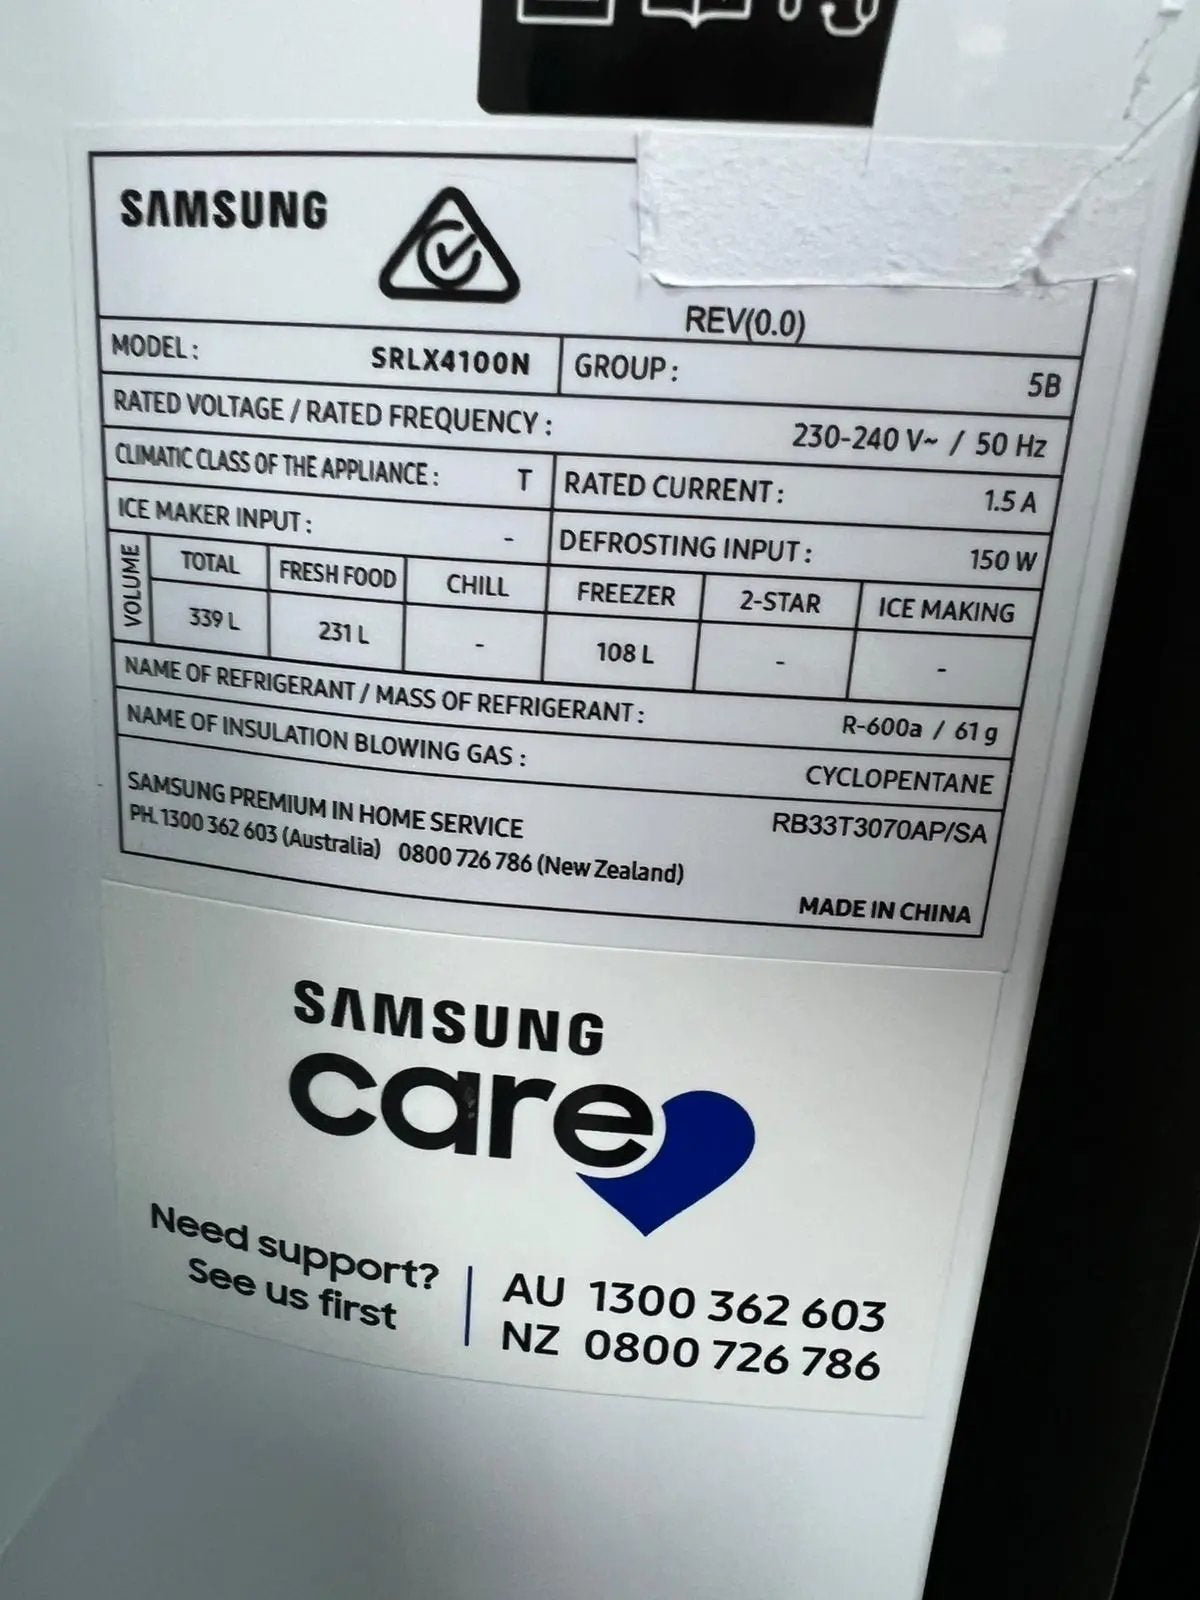 SAMSUNG
REV(0.0)
MODEL : SRLX4100N GROUP : 5B
RATED VOLTAGE / RATED FREQUENCY : 230-240 V~ / 50 Hz
CLIMATIC CLASS OF THE APPLIANCE : T RATED CURRENT : 1.5 A
ICE MAKER INPUT : - DEFROSTING INPUT : 150 W
VOLUME TOTAL FRESH FOOD CHILL FREEZER 2-STAR ICE MAKING
339 L 231 L - 108 L - -
NAME OF REFRIGERANT / MASS OF REFRIGERANT : R-600a / 61 g
NAME OF INSULATION BLOWING GAS : CYCLOPENTANE
SAMSUNG PREMIUM IN HOME SERVICE RB33T3070AP/SA
PH. 1300 362 603 (Australia) 0800 726 786 (New Zealand)
MADE IN CHINA
SAMSUNG
care
Need support?
See us first
AU 1300 362 603
NZ 0800 726 786